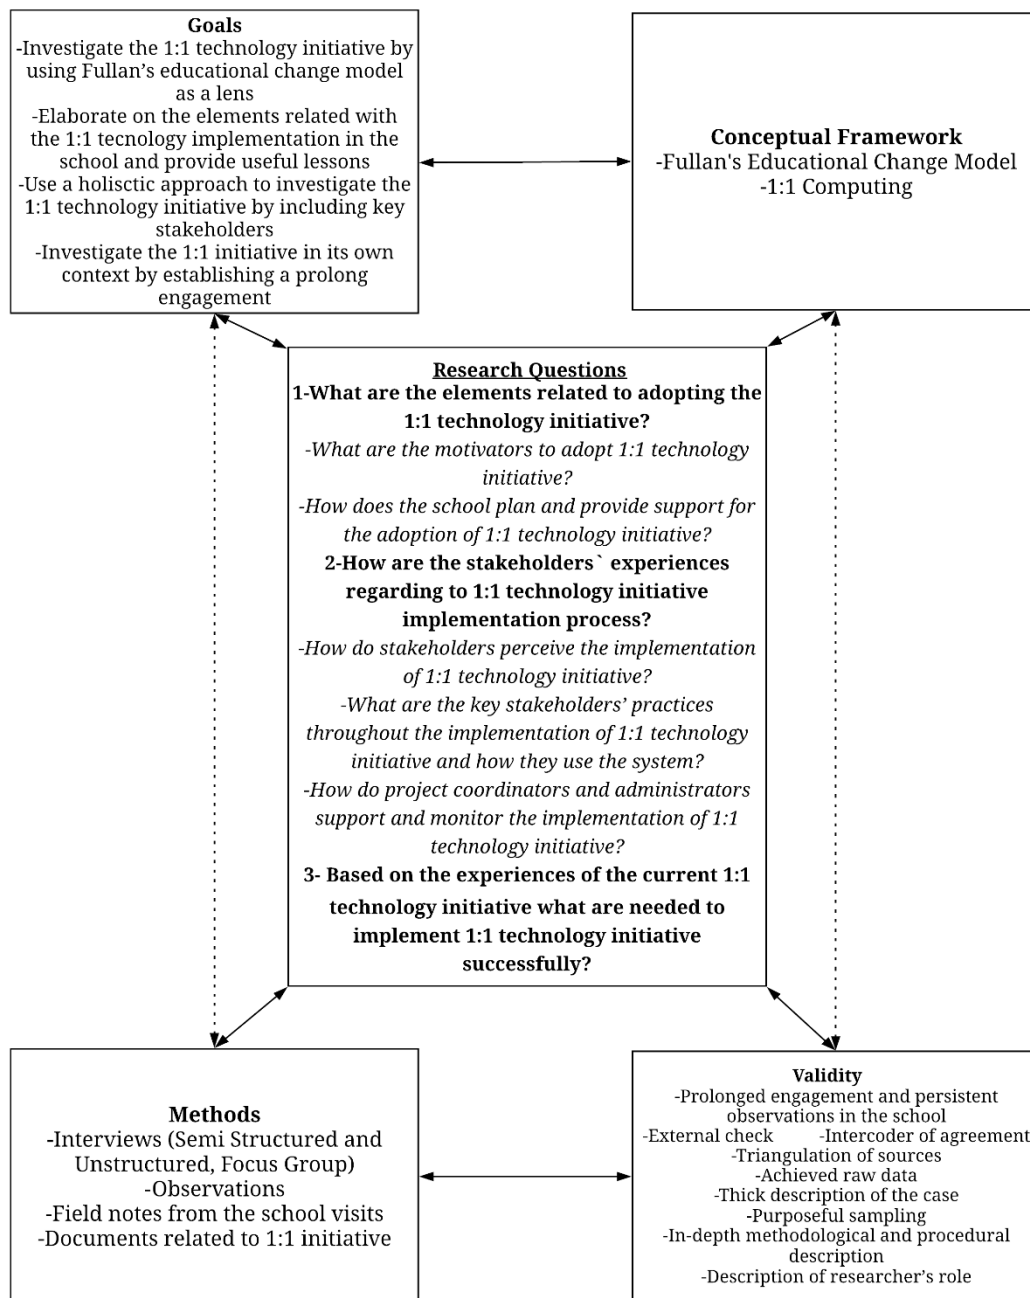 Goals
-Investigate the 1:1 technology initiative by
using Fullan’s educational change model
as a lens
-Elaborate on the elements related with
the 1:1 tecnology implementation in the
school and provide useful lessons
-Use a holisctic approach to investigate the
1:1 technology initiative by including key
stakeholders
-Investigate the 1:1 initiative in its own
context by establishing a prolong
engagement
Conceptual Framework
-Fullan's Educational Change Model
-1:1 Computing
Research Questions
1-What are the elements related to adopting the
1:1 technology initiative?
-What are the motivators to adopt 1:1 technology
initiative?
-How does the school plan and provide support for
the adoption of 1:1 technology initiative?
2-How are the stakeholders` experiences
regarding to 1:1 technology initiative
implementation process?
-How do stakeholders perceive the implementation
of 1:1 technology initiative?
-What are the key stakeholders’ practices
throughout the implementation of 1:1 technology
initiative and how they use the system?
-How do project coordinators and administrators
support and monitor the implementation of 1:1
technology initiative?
3- Based on the experiences of the current 1:1
technology initiative what are needed to
implement 1:1 technology initiative
successfully?
Methods
-Interviews (Semi Structured and
Unstructured, Focus Group)
-Observations
-Field notes from the school visits
-Documents related to 1:1 initiative
Validity
-Prolonged engagement and persistent
observations in the school
-External check -Intercoder of agreement
-Triangulation of sources
-Achieved raw data
-Thick description of the case
-Purposeful sampling
-In-depth methodological and procedural
description
-Description of researcher’s role